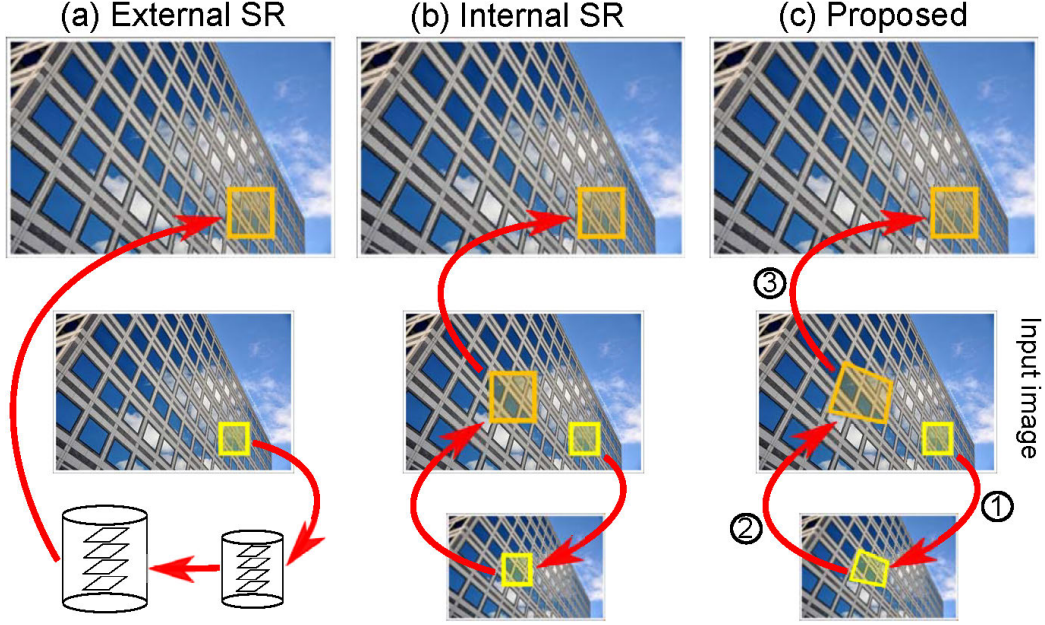 (a) External SR
(b) Internal SR
(c) Proposed
3
Input image
1
2